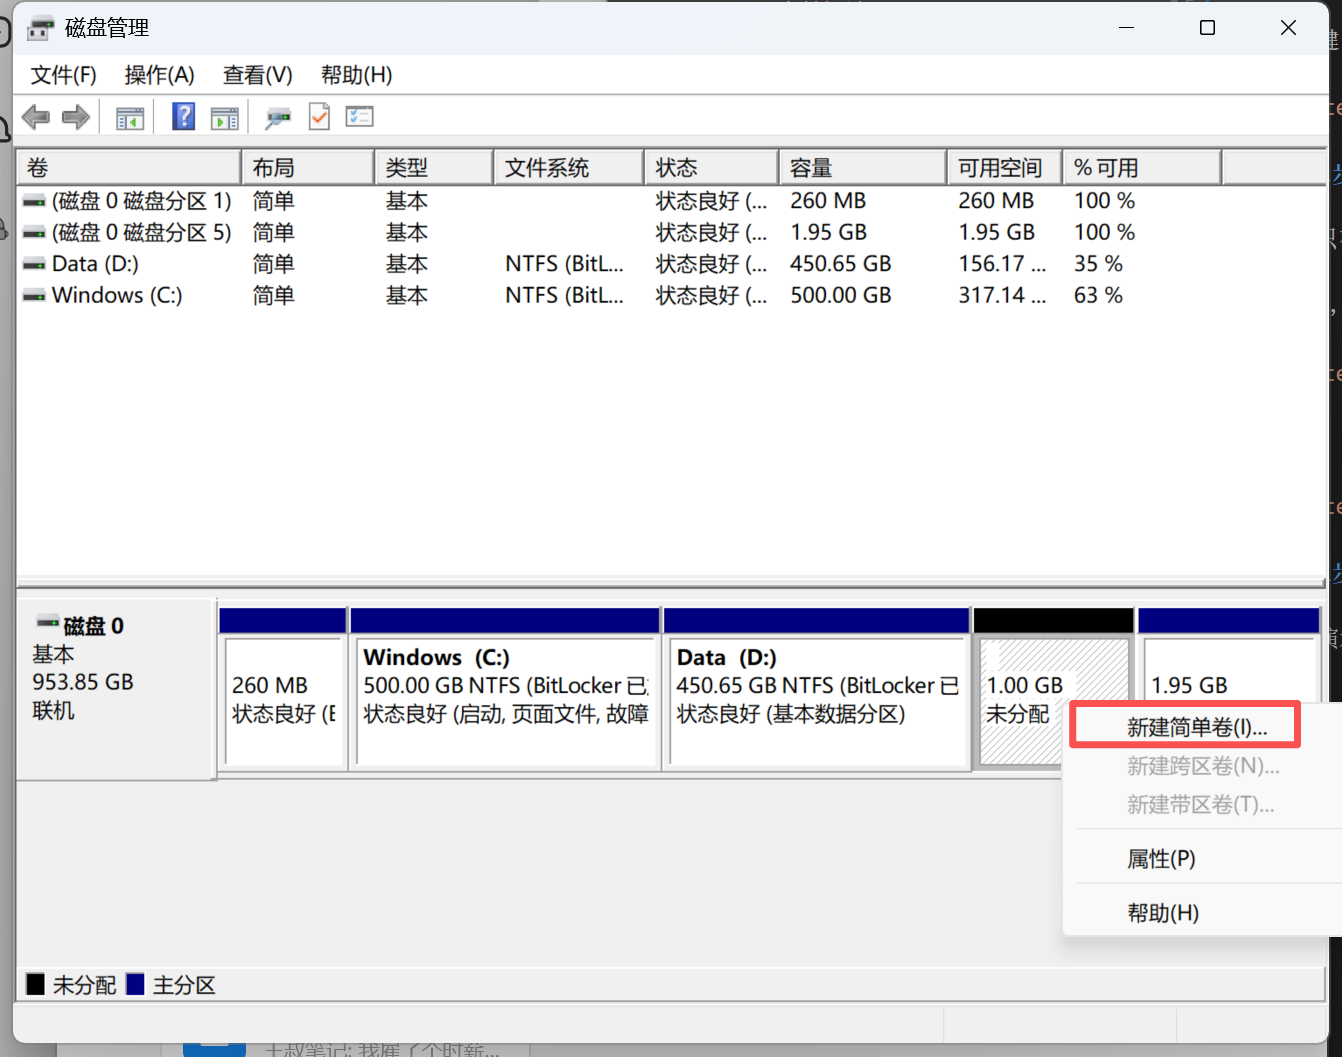 磁盘管理
文件(F) 操作(A) 查看(V) 帮助(H)
卷 布局 类型 文件系统 状态 容量 可用空间 % 可用
(磁盘 0 磁盘分区 1) 简单 基本 状态良好 (... 260 MB 260 MB 100 %
(磁盘 0 磁盘分区 5) 简单 基本 状态良好 (... 1.95 GB 1.95 GB 100 %
Data (D:) 简单 基本 NTFS (BitL... 状态良好 (... 450.65 GB 156.17 ... 35 %
Windows (C:) 简单 基本 NTFS (BitL... 状态良好 (... 500.00 GB 317.14 ... 63 %
磁盘 0
基本
953.85 GB
联机
260 MB
状态良好 (E
Windows (C:)
500.00 GB NTFS (BitLocker 已
状态良好 (启动, 页面文件, 故障
Data (D:)
450.65 GB NTFS (BitLocker 已
状态良好 (基本数据分区)
1.00 GB
未分配
1.95 GB
新建简单卷(I)...
新建跨区卷(N)...
新建带区卷(T)...
属性(P)
帮助(H)
未分配 主分区